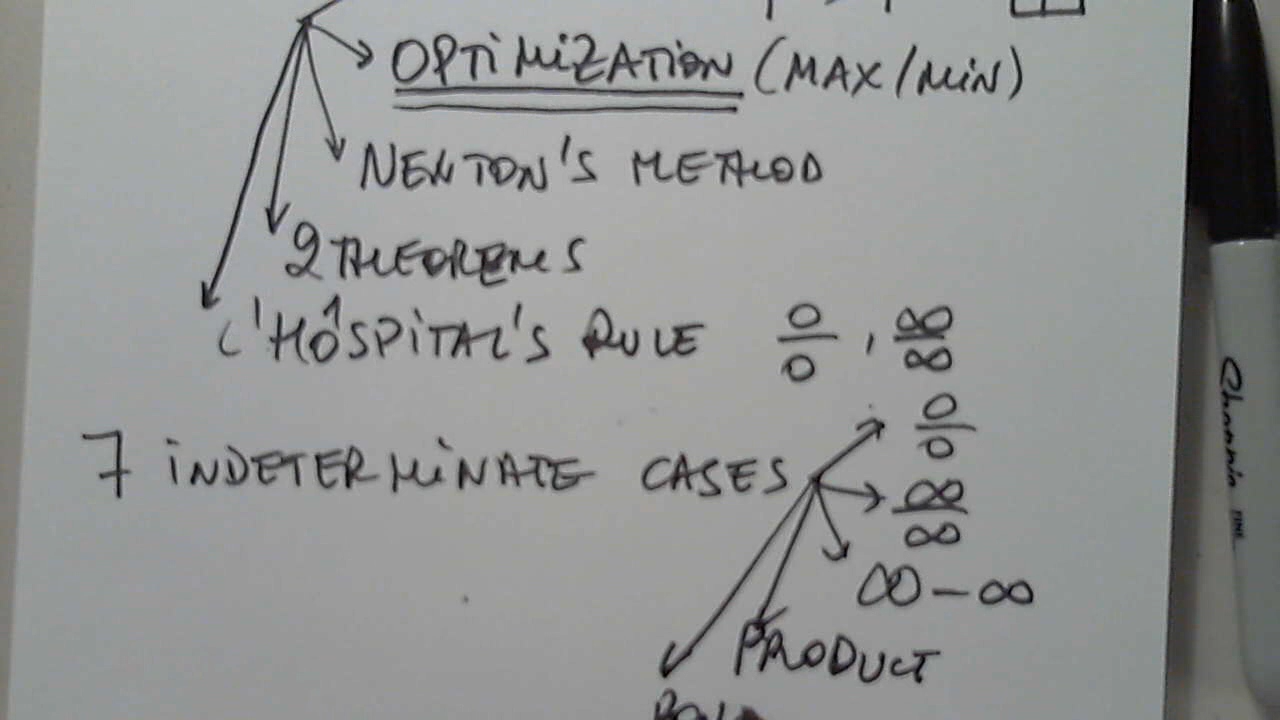 OPTIMIZATION (MAX/MIN)
NEWTON'S METHOD
2 THEOREMS
L'HÔSPITAL'S RULE 0/0 , ∞/∞
7 INDETERMINATE CASES
0/0
∞/∞
∞ - ∞
PRODUCT